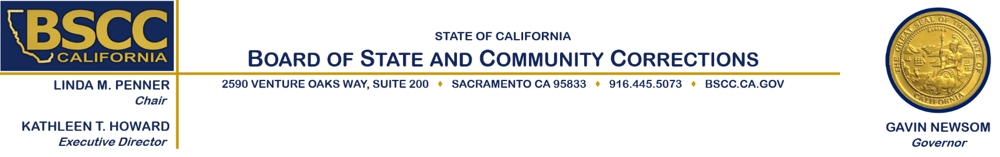 BSCC
CALIFORNIA
LINDA M. PENNER
Chair
KATHLEEN T. HOWARD
Executive Director
STATE OF CALIFORNIA
BOARD OF STATE AND COMMUNITY CORRECTIONS
2590 VENTURE OAKS WAY, SUITE 200 ♦ SACRAMENTO CA 95833 ♦ 916.445.5073 ♦ BSCC.CA.GOV
THE GREAT SEAL OF THE STATE OF CALIFORNIA
EUREKA
GAVIN NEWSOM
Governor